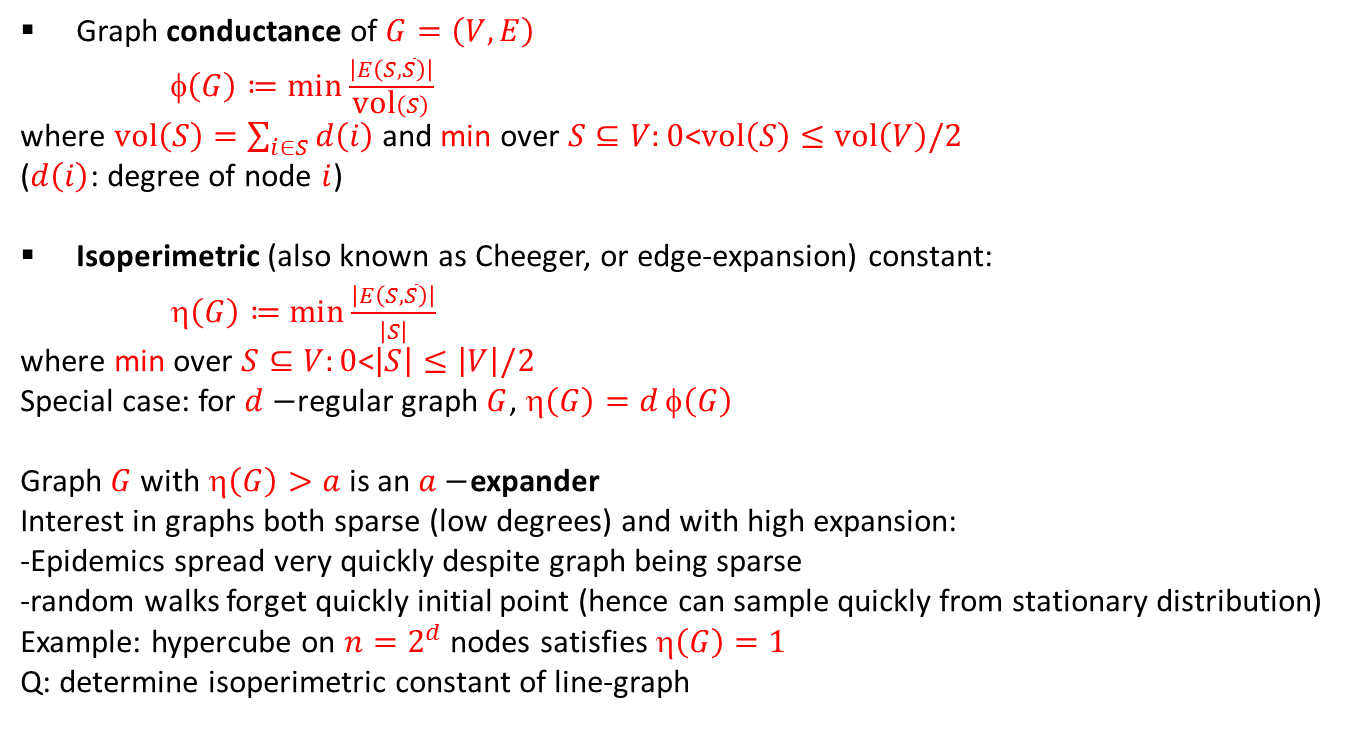 ▪ Graph conductance of G = (V, E)
ϕ(G) ≔ min |E(S,S̄)| / vol(S)
where vol(S) = ∑_{i∈S} d(i) and min over S ⊆ V: 0<vol(S) ≤ vol(V)/2
(d(i): degree of node i)
▪ Isoperimetric (also known as Cheeger, or edge-expansion) constant:
η(G) ≔ min |E(S,S̄)| / |S|
where min over S ⊆ V: 0<|S| ≤ |V|/2
Special case: for d −regular graph G, η(G) = d ϕ(G)
Graph G with η(G) > a is an a −expander
Interest in graphs both sparse (low degrees) and with high expansion:
-Epidemics spread very quickly despite graph being sparse
-random walks forget quickly initial point (hence can sample quickly from stationary distribution)
Example: hypercube on n = 2^d nodes satisfies η(G) = 1
Q: determine isoperimetric constant of line-graph